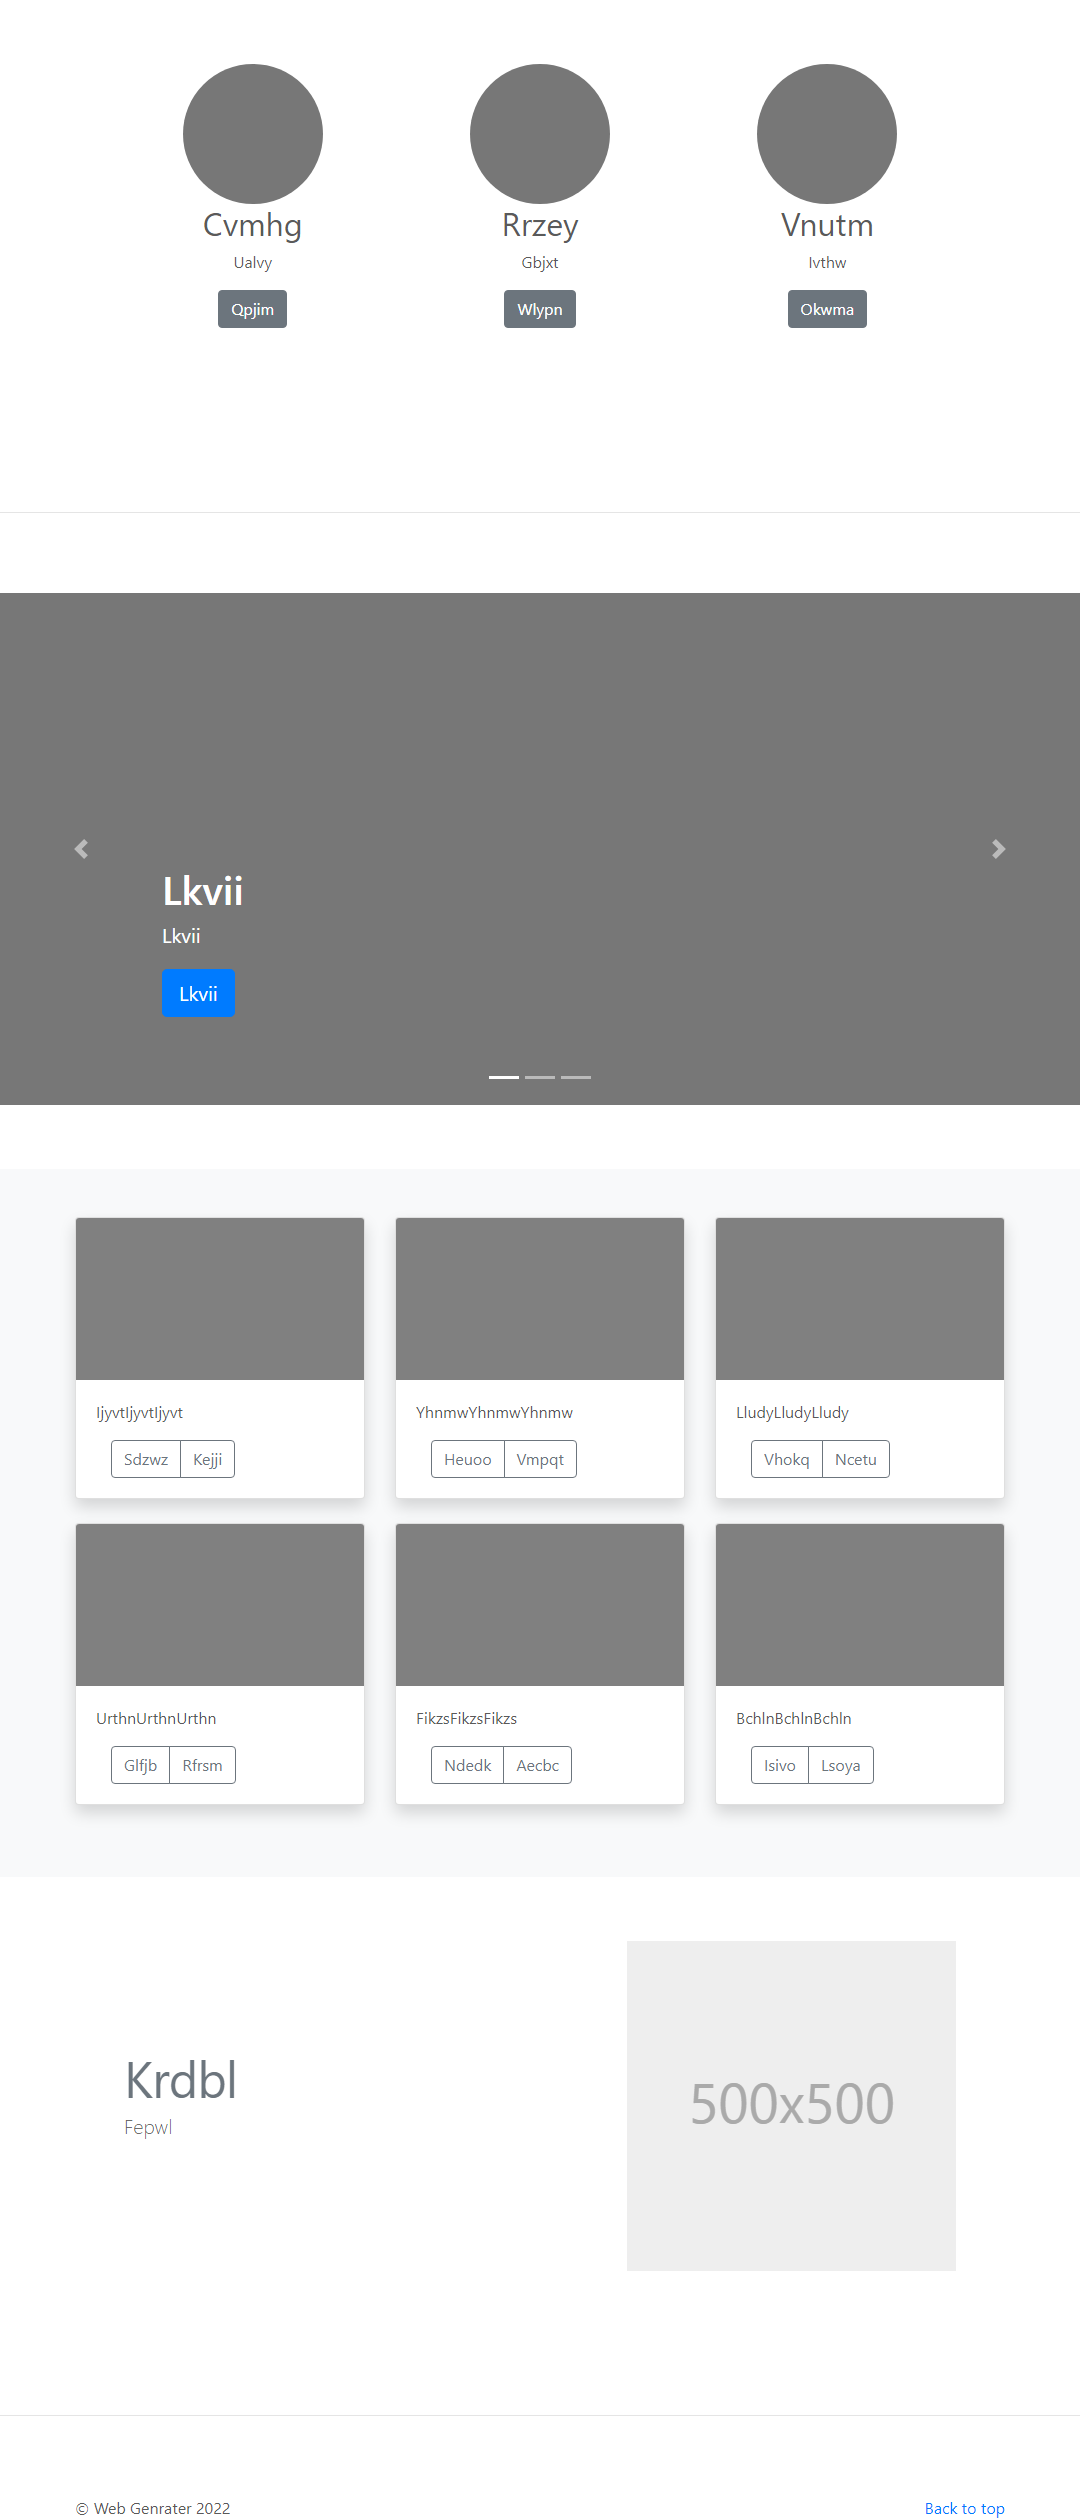 Cvmhg Rrzey Vnutm
Ualvy Gbjxt Ivthw
Qpjim Wlypn Okwma
Lkvii
Lkvii
Lkvii
IjyvtIjyvtIjyvt YhnmwYhnmwYhnmw LludyLludyLludy
Sdzwz Kejji Heuoo Vmpqt Vhokq Ncetu
UrthnUrthnUrthn FikzsFikzsFikzs BchlnBchlnBchln
Glfjb Rfrsm Ndedk Aecbc Isivo Lsoya
Krdbl
Fepwl
500x500
© Web Genrater 2022 Back to top